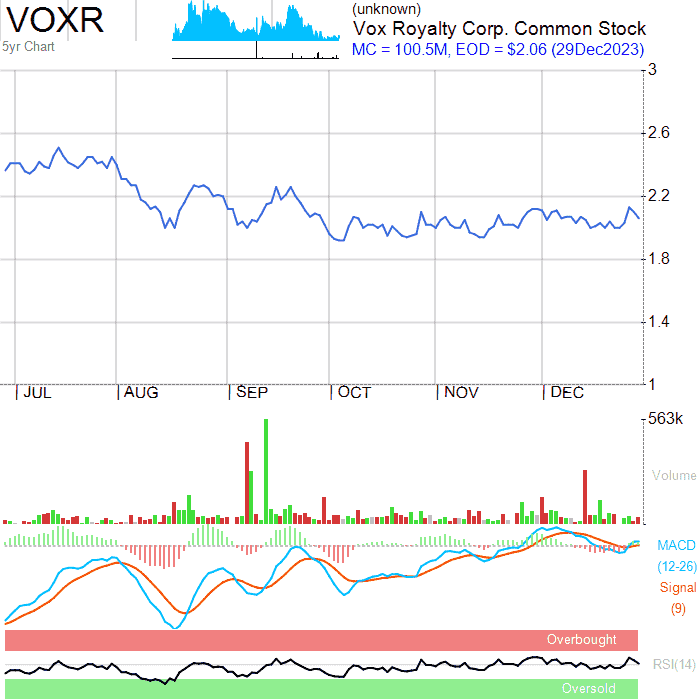 VOXR
5yr Chart
(unknown)
Vox Royalty Corp. Common Stock
MC = 100.5M, EOD = $2.06 (29Dec2023)
3
2.6
2.2
1.8
1.4
1
JUL AUG SEP OCT NOV DEC
563k
Volume
MACD
(12-26)
Signal
(9)
Overbought
RSI(14)
Oversold